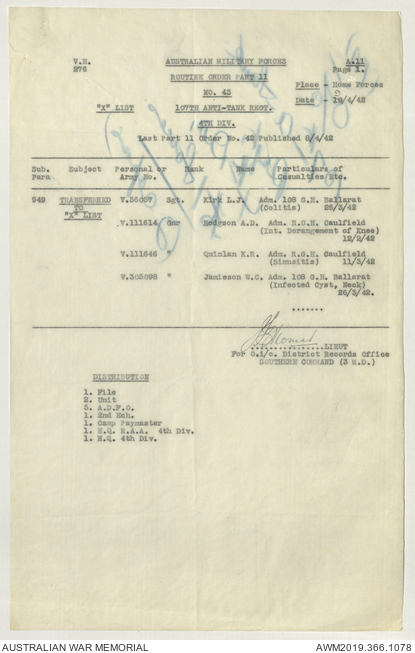 V.M. AUSTRALIAN MILITARY FORCES A.11
276 ROUTINE ORDER PART 11 Page 1.
NO. 43 Place - Home Forces
"X" LIST 107TH ANTI-TANK REGT. Date - 12/4/42
4TH DIV.
Last Part 11 Order No. 42 Published 8/4/42
Sub. Subject Personal or Rank Name Particulars of
Para. Army No. Casualties Etc.
949 TRANSFERRED V.56057 Sgt. Kirk L.J. Adm. 108 G.H. Ballarat
TO (Colitis) 28/3/42
"X" LIST
V.111614 Gnr Hodgson A.D. Adm. R.G.H. Caulfield
(Int. Derangement of Knee)
12/2/42
V.111646 " Quinlan K.R. Adm. R.G.H. Caulfield
(Sinusitis) 11/3/42
V.305098 " Jamieson W.C. Adm. 108 G.H. Ballarat
(Infected Cyst, Neck)
26/3/42.
.......
LIEUT
For O.i/c. District Records Office
SOUTHERN COMMAND (3 M.D.)
DISTRIBUTION
1. File
2. Unit
5. A.D.F.O.
1. 2nd Ech.
1. Camp Paymaster
1. H.Q. R.A.A. 4th Div.
1. H.Q. 4th Div.
AUSTRALIAN WAR MEMORIAL AWM2019.366.1078